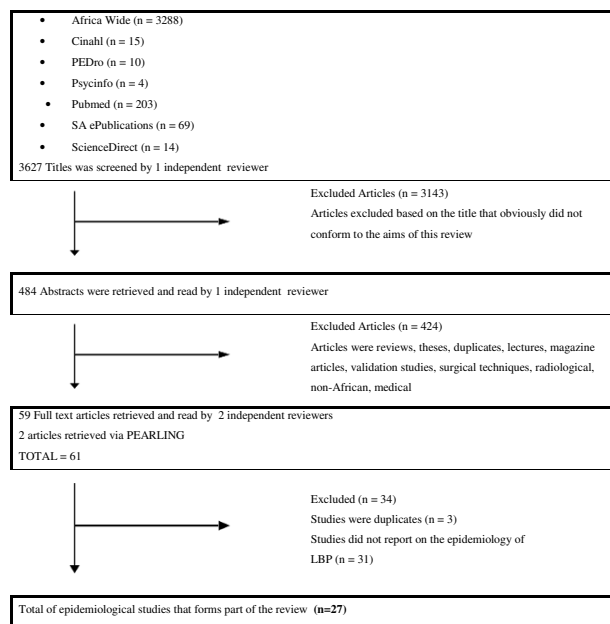 • Africa Wide (n = 3288)
• Cinahl (n = 15)
• PEDro (n = 10)
• Psycinfo (n = 4)
• Pubmed (n = 203)
• SA ePublications (n = 69)
• ScienceDirect (n = 14)
3627 Titles was screened by 1 independent reviewer
Excluded Articles (n = 3143)
Articles excluded based on the title that obviously did not
conform to the aims of this review
484 Abstracts were retrieved and read by 1 independent reviewer
Excluded Articles (n = 424)
Articles were reviews, theses, duplicates, lectures, magazine
articles, validation studies, surgical techniques, radiological,
non-African, medical
59 Full text articles retrieved and read by 2 independent reviewers
2 articles retrieved via PEARLING
TOTAL = 61
Excluded (n = 34)
Studies were duplicates (n = 3)
Studies did not report on the epidemiology of
LBP (n = 31)
Total of epidemiological studies that forms part of the review (n=27)